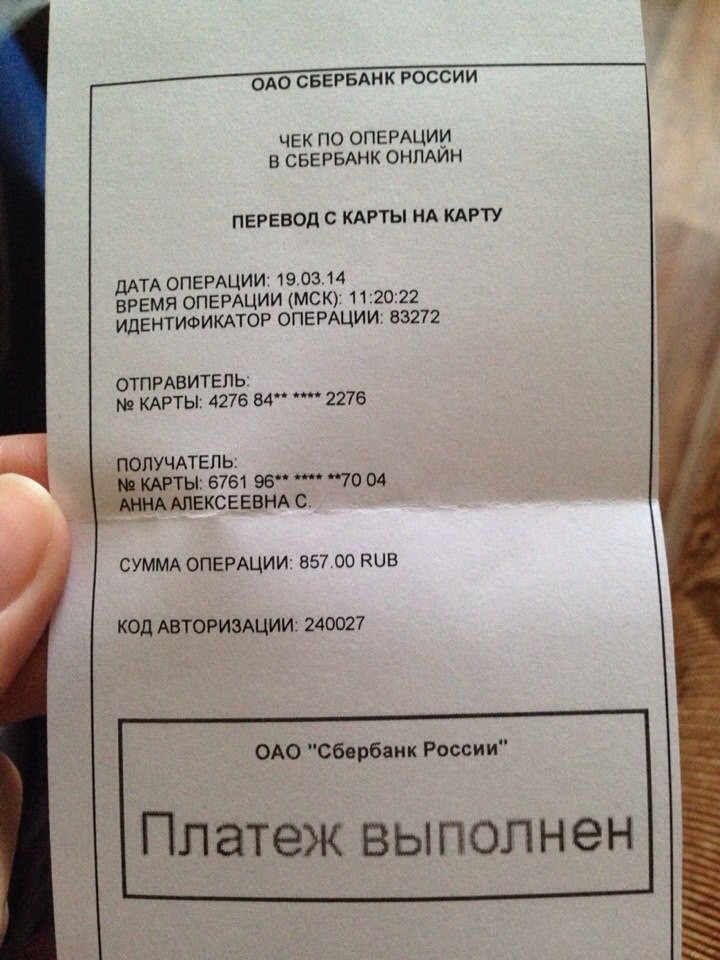 ОАО СБЕРБАНК РОССИИ
ЧЕК ПО ОПЕРАЦИИ
В СБЕРБАНК ОНЛАЙН
ПЕРЕВОД С КАРТЫ НА КАРТУ
ДАТА ОПЕРАЦИИ: 19.03.14
ВРЕМЯ ОПЕРАЦИИ (МСК): 11:20:22
ИДЕНТИФИКАТОР ОПЕРАЦИИ: 83272
ОТПРАВИТЕЛЬ:
№ КАРТЫ: 4276 84** **** 2276
ПОЛУЧАТЕЛЬ:
№ КАРТЫ: 6761 96** **** **70 04
АННА АЛЕКСЕЕВНА С.
СУММА ОПЕРАЦИИ: 857.00 RUB
КОД АВТОРИЗАЦИИ: 240027
ОАО "Сбербанк России"
Платеж выполнен